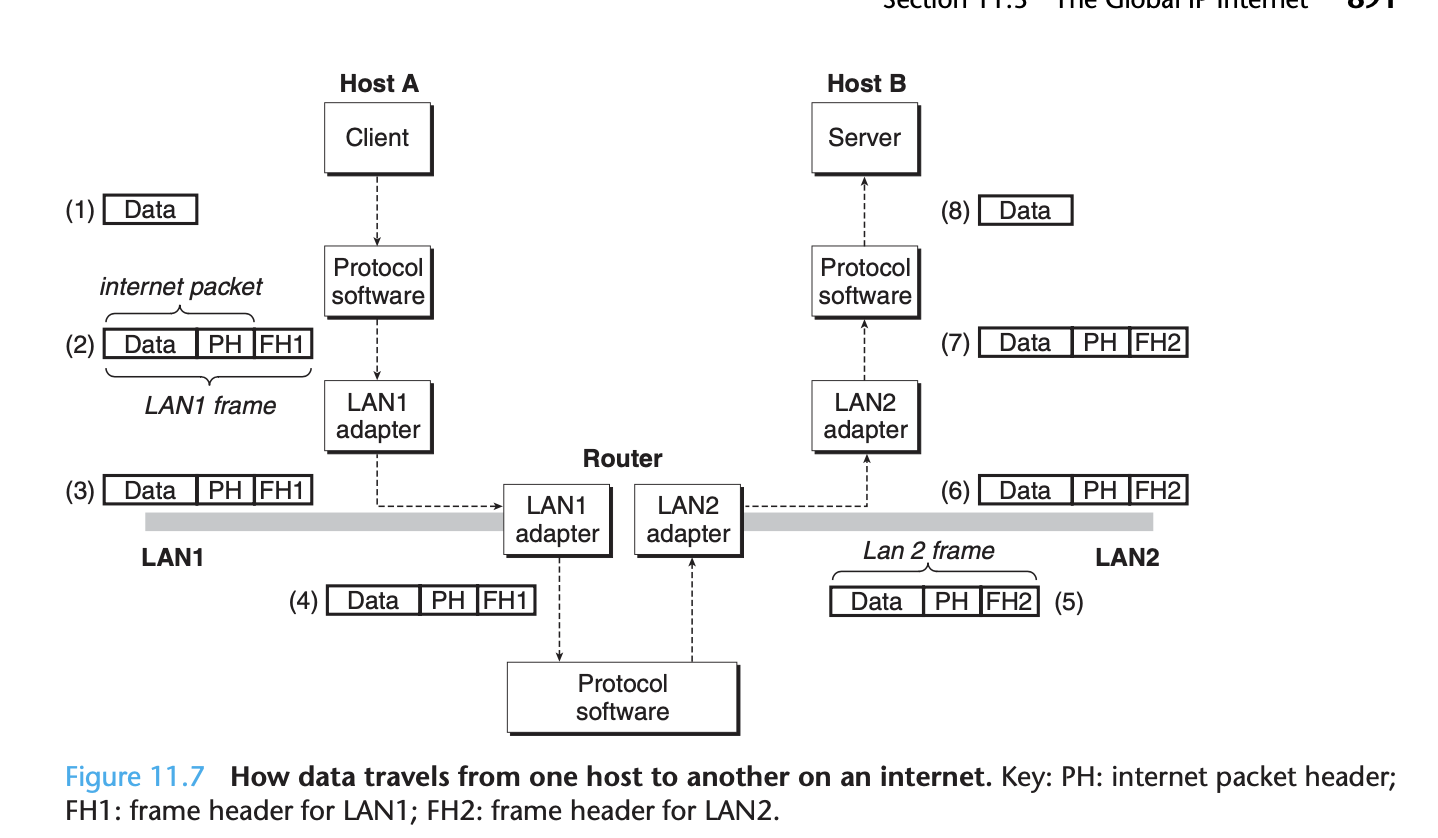 Section 11.3 The Global IP Internet 891
Host A
Host B
Client
Server
(1) Data
(8) Data
Protocol
software
Protocol
software
internet packet
(2) Data PH FH1
(7) Data PH FH2
LAN1 frame
LAN1
adapter
LAN2
adapter
Router
(3) Data PH FH1
(6) Data PH FH2
LAN1
adapter
LAN2
adapter
LAN1
Lan 2 frame
LAN2
(4) Data PH FH1
Data PH FH2 (5)
Protocol
software
Figure 11.7 How data travels from one host to another on an internet. Key: PH: internet packet header;
FH1: frame header for LAN1; FH2: frame header for LAN2.